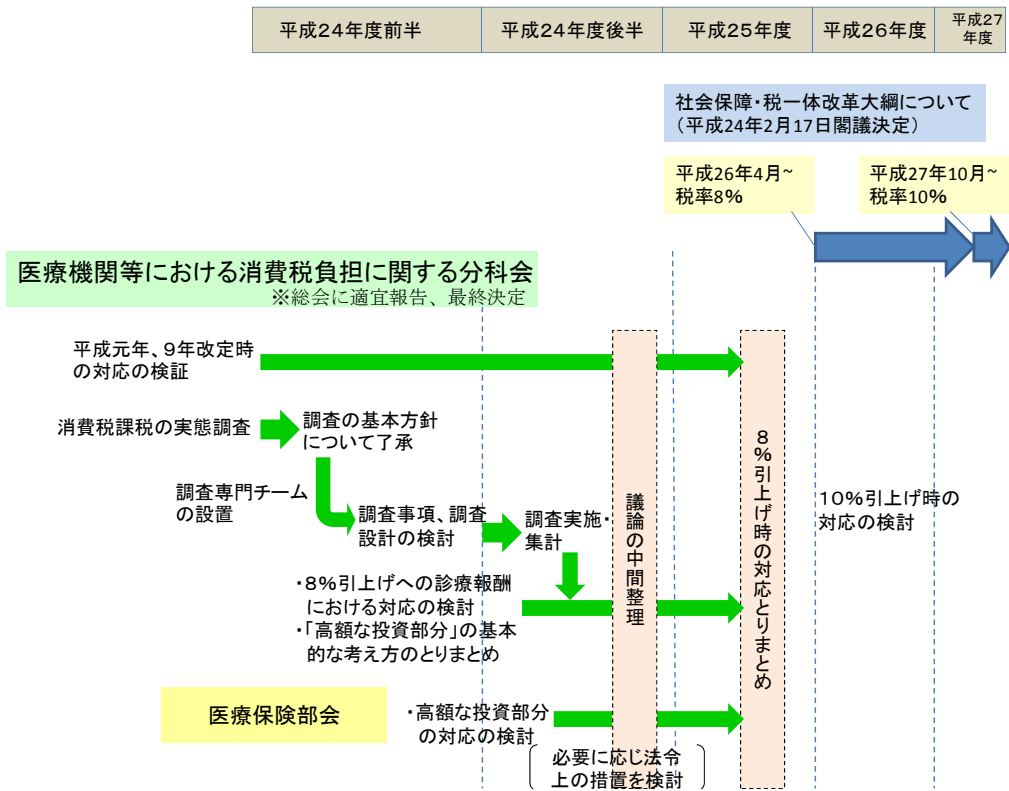 平成24年度前半
平成24年度後半
平成25年度
平成26年度
平成27
年度
社会保障・税一体改革大綱について
（平成24年2月17日閣議決定）
平成26年4月~
税率8%
平成27年10月~
税率10%
医療機関等における消費税負担に関する分科会
※総会に適宜報告、最終決定
平成元年、9年改定時
の対応の検証
消費税課税の実態調査
調査の基本方針
について了承
調査専門チーム
の設置
調査事項、調査
設計の検討
調査実施・
集計
・8%引上げへの診療報酬
における対応の検討
・「高額な投資部分」の基本
的な考え方のとりまとめ
議論の中間整理
8%引上げ時の対応とりまとめ
10%引上げ時の
対応の検討
医療保険部会
・高額な投資部分
の対応の検討
必要に応じ法令
上の措置を検討